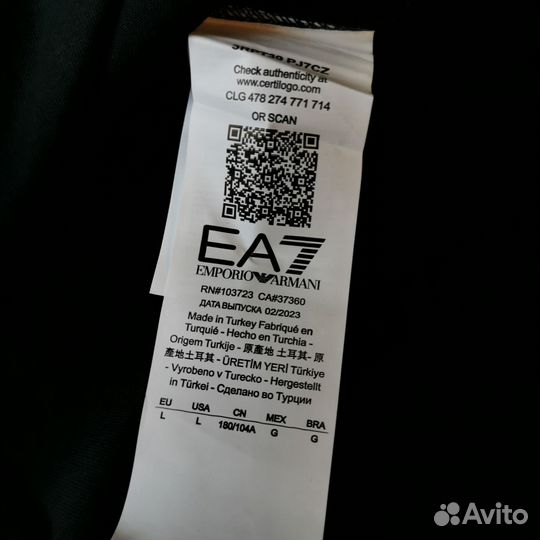 3RPT39 PJ7CZ
Check authenticity at
www.certilogo.com
CLG 478 274 771 714
OR SCAN
EA7
EMPORIO ARMANI
RN#103723 CA#37360
ДАТА ВЫПУСКА 02/2023
Made in Turkey Fabriqué en
Turquie - Hecho en Turchia -
Origem Turkije - 原產地 土耳其 - 原
產地土耳其- ÜRETİM YERİ Türkiye
- Vyrobeno v Turecko - Hergestellt
in Türkei - Сделано во Турции
EU USA CN MEX BRA
L L 180/104A G G
Avito